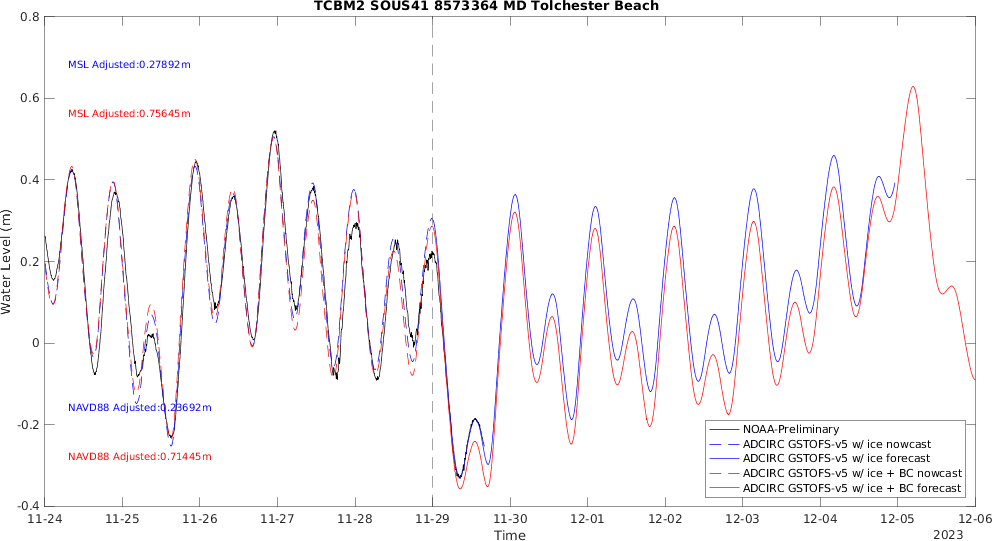 TCBM2 SOUS41 8573364 MD Tolchester Beach
0.8
0.6
0.4
0.2
0
-0.2
-0.4
Water Level (m)
MSL Adjusted:0.27892m
MSL Adjusted:0.75645m
NAVD88 Adjusted:0.23692m
NAVD88 Adjusted:0.71445m
NOAA-Preliminary
ADCIRC GSTOFS-v5 w/ ice nowcast
ADCIRC GSTOFS-v5 w/ ice forecast
ADCIRC GSTOFS-v5 w/ ice + BC nowcast
ADCIRC GSTOFS-v5 w/ ice + BC forecast
11-24 11-25 11-26 11-27 11-28 11-29 11-30 12-01 12-02 12-03 12-04 12-05 12-06
Time
2023